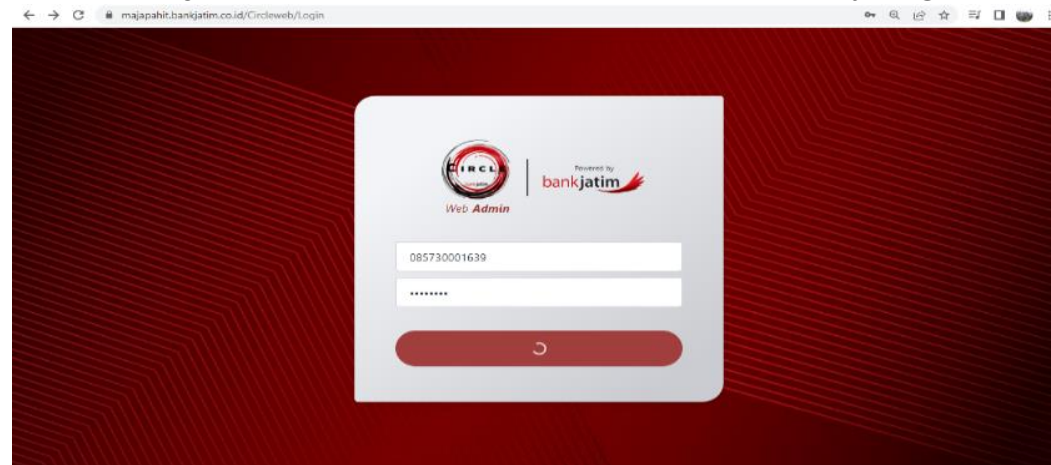 majapahit.bankjatim.co.id/Circleweb/Login
CIRCLE
Powered by
bankjatim
Web Admin
085730001639
••••••••